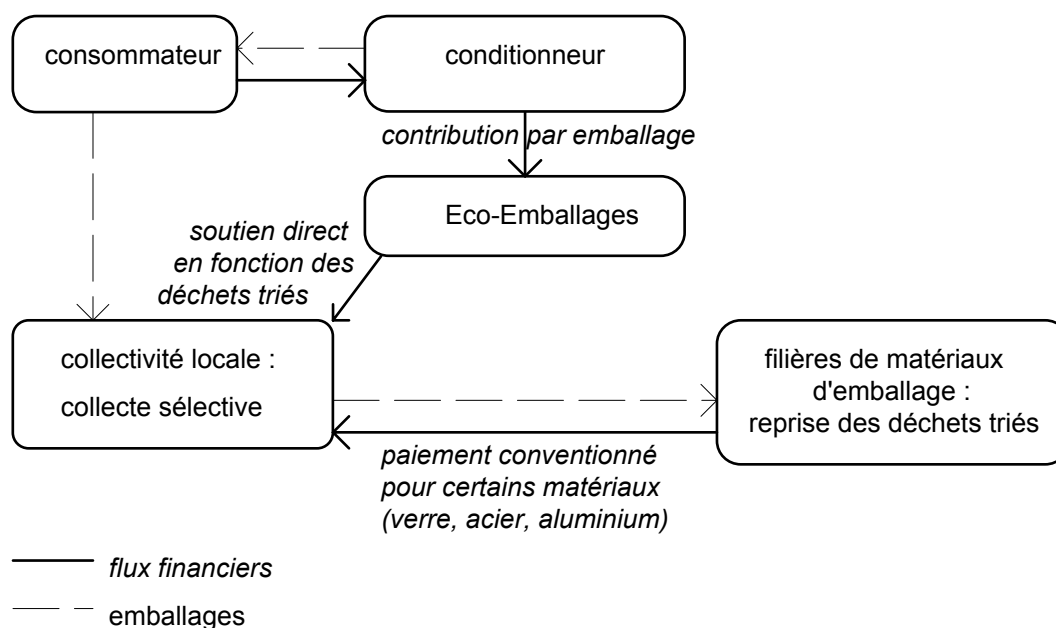 consommateur
conditionneur
contribution par emballage
Eco-Emballages
soutien direct
en fonction des
déchets triés
collectivité locale :
collecte sélective
filières de matériaux
d'emballage :
reprise des déchets triés
paiement conventionné
pour certains matériaux
(verre, acier, aluminium)
flux financiers
emballages